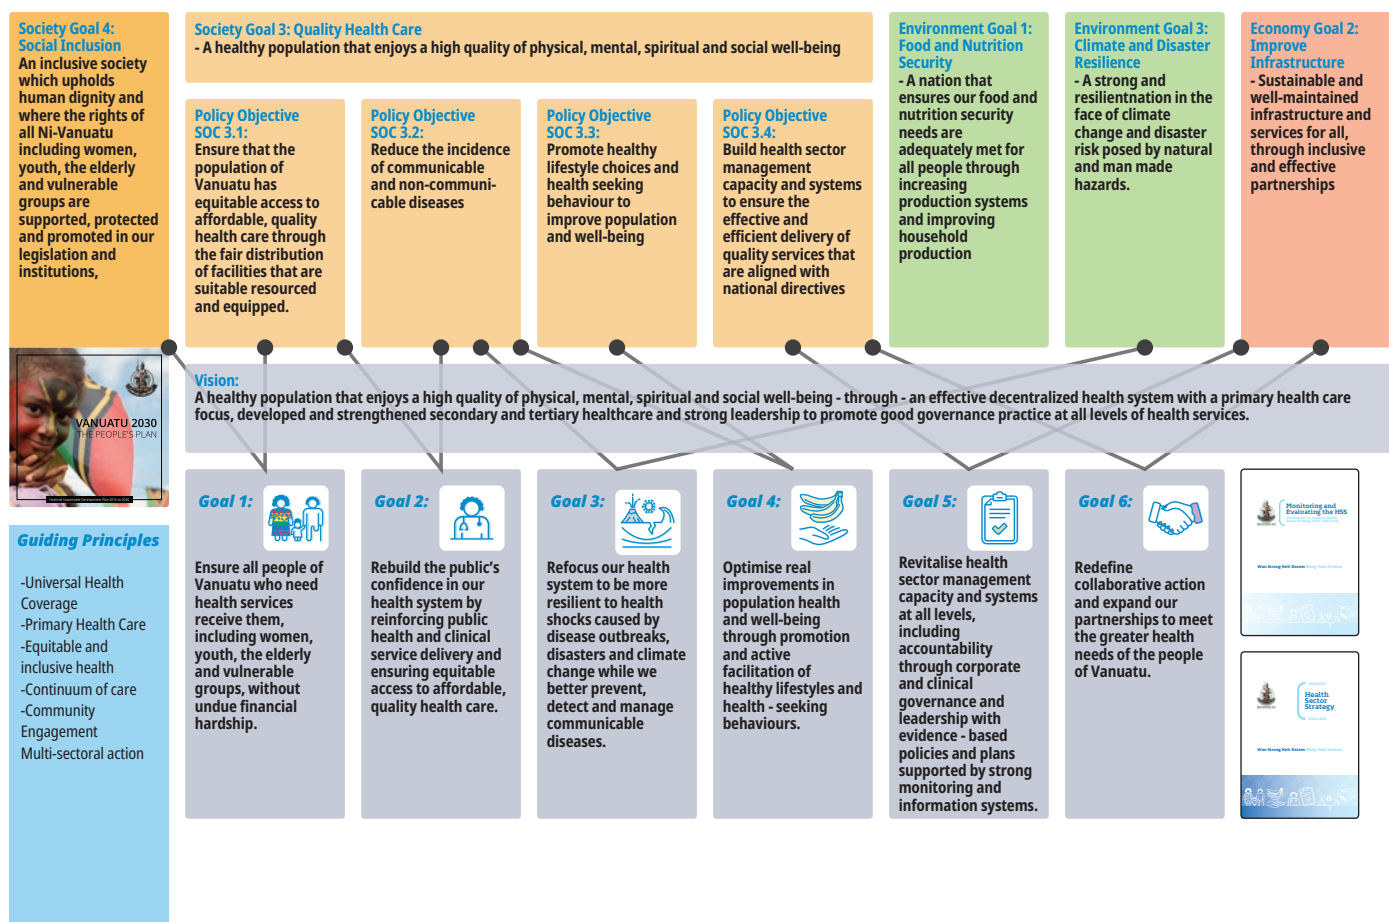 Society Goal 4:
Social Inclusion
An inclusive society
which upholds
human dignity and
where the rights of
all Ni-Vanuatu
including women,
youth, the elderly
and vulnerable
groups are
supported, protected
and promoted in our
legislation and
institutions,
Society Goal 3: Quality Health Care
- A healthy population that enjoys a high quality of physical, mental, spiritual and social well-being
Policy Objective
SOC 3.1:
Ensure that the
population of
Vanuatu has
equitable access to
affordable, quality
health care through
the fair distribution
of facilities that are
suitable resourced
and equipped.
Policy Objective
SOC 3.2:
Reduce the incidence
of communicable
and non-communi-
cable diseases
Policy Objective
SOC 3.3:
Promote healthy
lifestyle choices and
health seeking
behaviour to
improve population
and well-being
Policy Objective
SOC 3.4:
Build health sector
management
capacity and systems
to ensure the
effective and
efficient delivery of
quality services that
are aligned with
national directives
Environment Goal 1:
Food and Nutrition
Security
- A nation that
ensures our food and
nutrition security
needs are
adequately met for
all people through
increasing
production systems
and improving
household
production
Environment Goal 3:
Climate and Disaster
Resilience
- A strong and
resilientnation in the
face of climate
change and disaster
risk posed by natural
and man made
hazards.
Economy Goal 2:
Improve
Infrastructure
- Sustainable and
well-maintained
infrastructure and
services for all,
through inclusive
and effective
partnerships
VANUATU 2030
THE PEOPLE'S PLAN
Vision:
A healthy population that enjoys a high quality of physical, mental, spiritual and social well-being - through - an effective decentralized health system with a primary health care
focus, developed and strengthened secondary and tertiary healthcare and strong leadership to promote good governance practice at all levels of health services.
Guiding Principles
-Universal Health
Coverage
-Primary Health Care
-Equitable and
inclusive health
-Continuum of care
-Community
Engagement
Multi-sectoral action
Goal 1:
Ensure all people of
Vanuatu who need
health services
receive them,
including women,
youth, the elderly
and vulnerable
groups, without
undue financial
hardship.
Goal 2:
Rebuild the public's
confidence in our
health system by
reinforcing public
health and clinical
service delivery and
ensuring equitable
access to affordable,
quality health care.
Goal 3:
Refocus our health
system to be more
resilient to health
shocks caused by
disease outbreaks,
disasters and climate
change while we
better prevent,
detect and manage
communicable
diseases.
Goal 4:
Optimise real
improvements in
population health
and well-being
through promotion
and active
facilitation of
healthy lifestyles and
health - seeking
behaviours.
Goal 5:
Revitalise health
sector management
capacity and systems
at all levels,
including
accountability
through corporate
and clinical
governance and
leadership with
evidence - based
policies and plans
supported by strong
monitoring and
information systems.
Goal 6:
Redefine
collaborative action
and expand our
partnerships to meet
the greater health
needs of the people
of Vanuatu.
Monitoring and
Evaluating the HSS
Health
Sector
Strategy